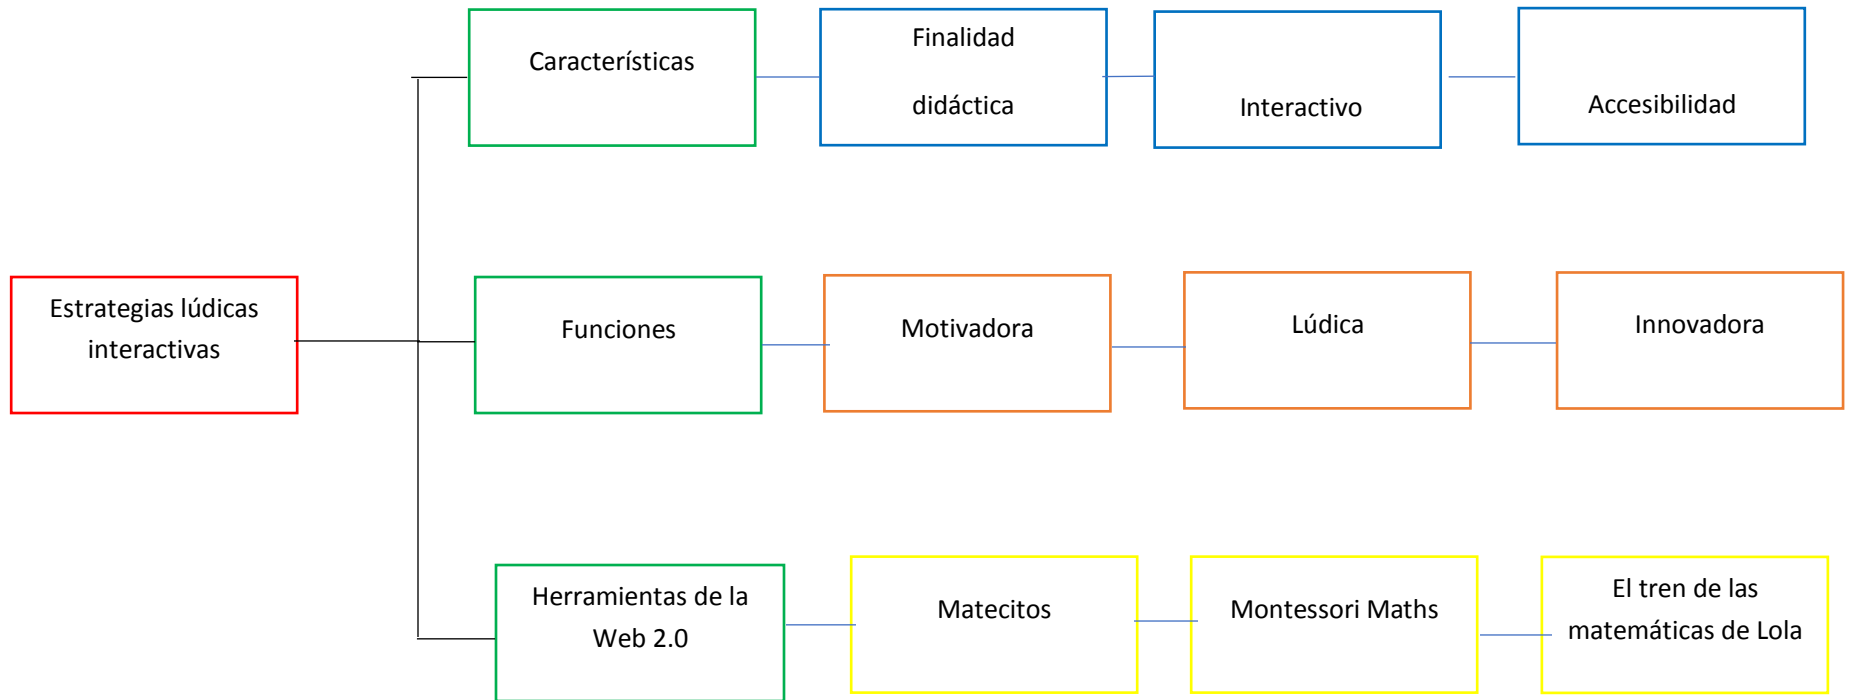 Característicás
Finalidad
didáctica
Interactivo
Accesibilidad
Estrategias lúdicas
interactivas
Funciones
Motivadora
Lúdica
Innovadora
Herramientas de la
Web 2.0
Matecitos
Montessori Maths
El tren de las
matemáticas de Lola